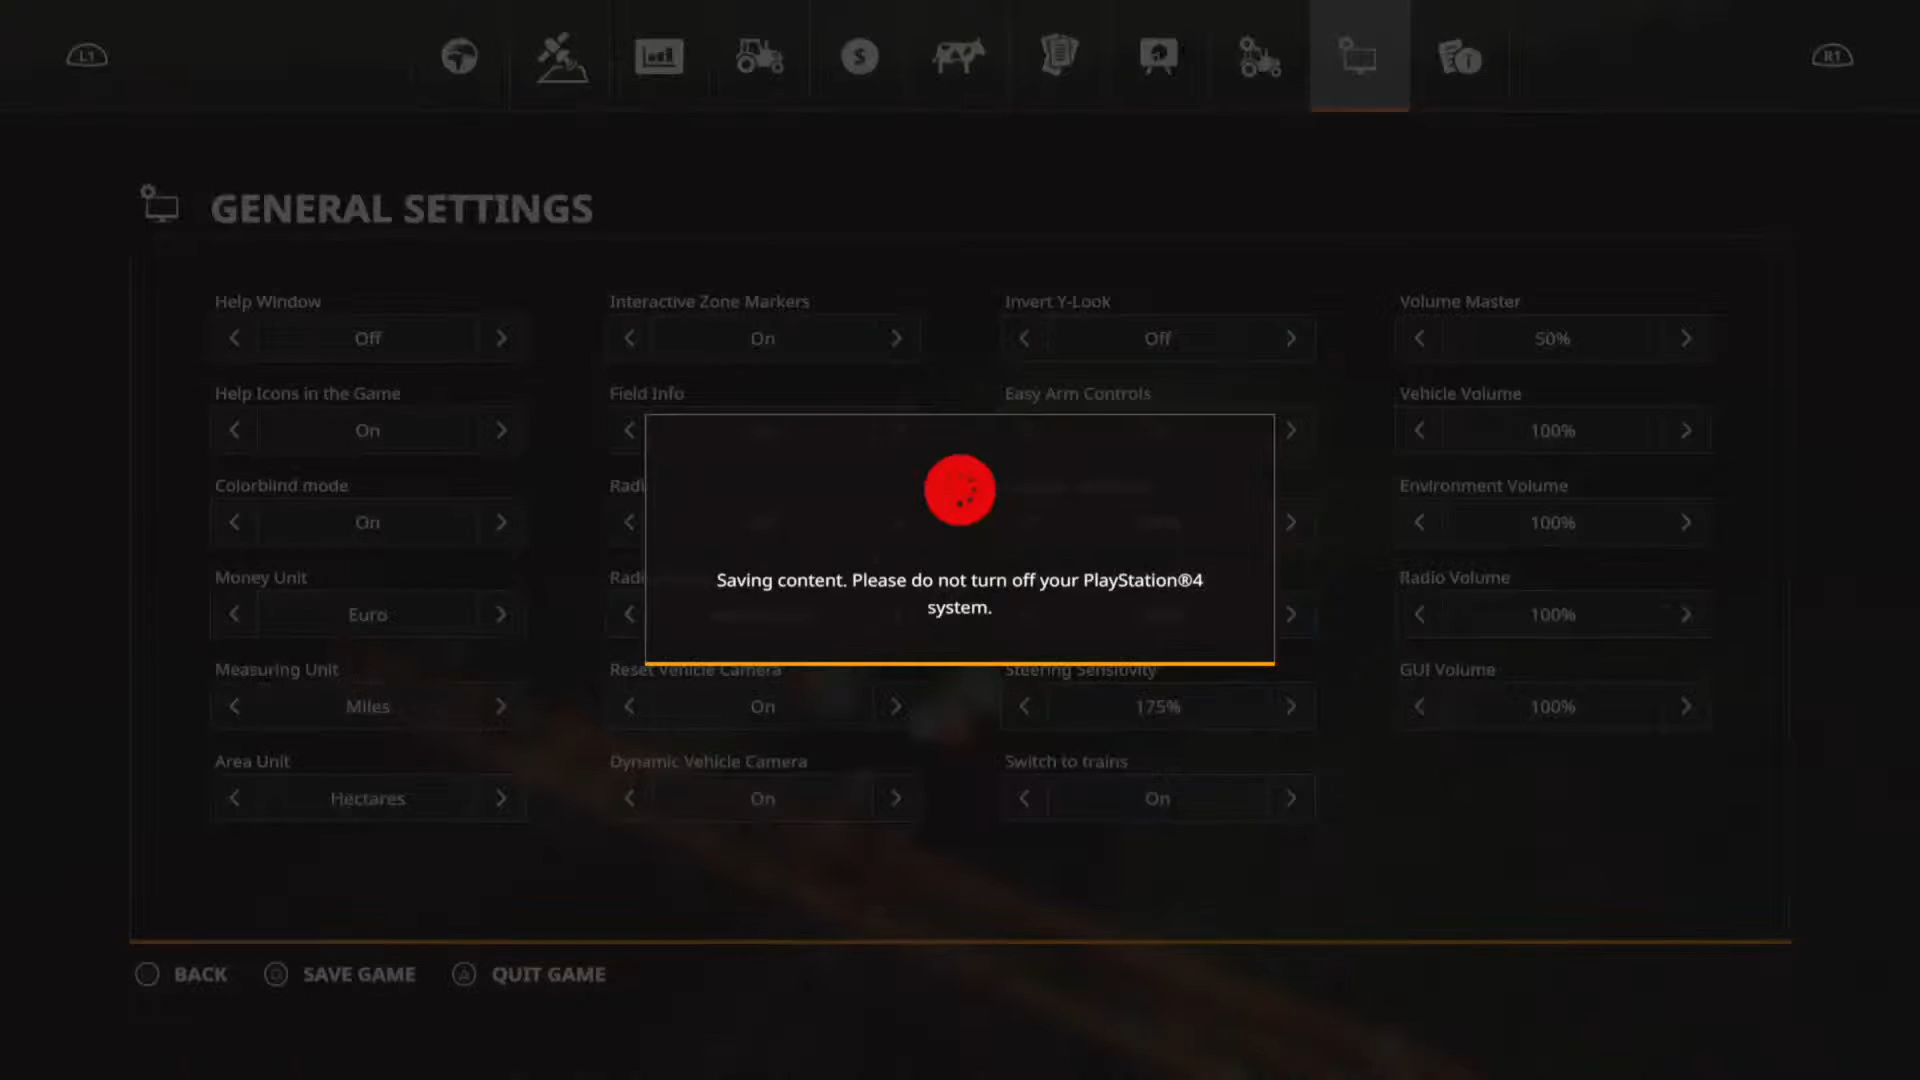 L1
R1
GENERAL SETTINGS
Help Window
Off
Interactive Zone Markers
On
Invert Y-Look
Off
Volume Master
50%
Help Icons in the Game
On
Field Info
Easy Arm Controls
Vehicle Volume
100%
Colorblind mode
On
Radi
Environment Volume
100%
Money Unit
Euro
Radi
Radio Volume
100%
Saving content. Please do not turn off your PlayStation®4
system.
Measuring Unit
Miles
Reset Vehicle Camera
On
Steering Sensitivity
175%
GUI Volume
100%
Area Unit
Hectares
Dynamic Vehicle Camera
On
Switch to trains
On
BACK
SAVE GAME
QUIT GAME